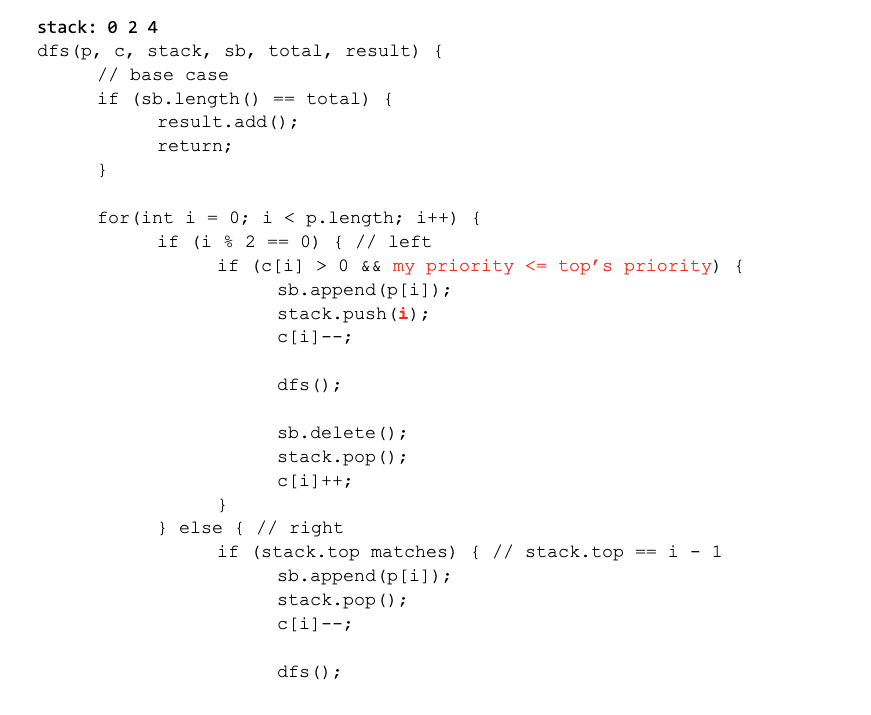 stack: 0 2 4
dfs(p, c, stack, sb, total, result) {
// base case
if (sb.length() == total) {
result.add();
return;
}
for(int i = 0; i < p.length; i++) {
if (i % 2 == 0) { // left
if (c[i] > 0 && my priority <= top’s priority) {
sb.append(p[i]);
stack.push(i);
c[i]--;
dfs();
sb.delete();
stack.pop();
c[i]++;
}
} else { // right
if (stack.top matches) { // stack.top == i - 1
sb.append(p[i]);
stack.pop();
c[i]--;
dfs();